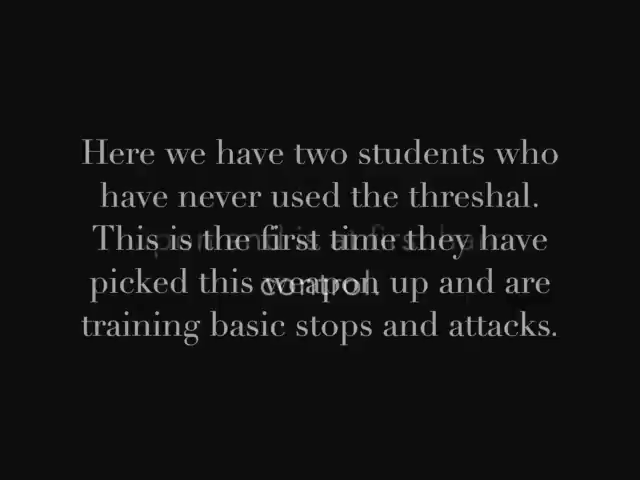 Here we have two students who
have never used the threshal.
This is the first time they have
picked this weapon up and are
control.
training basic stops and attacks.